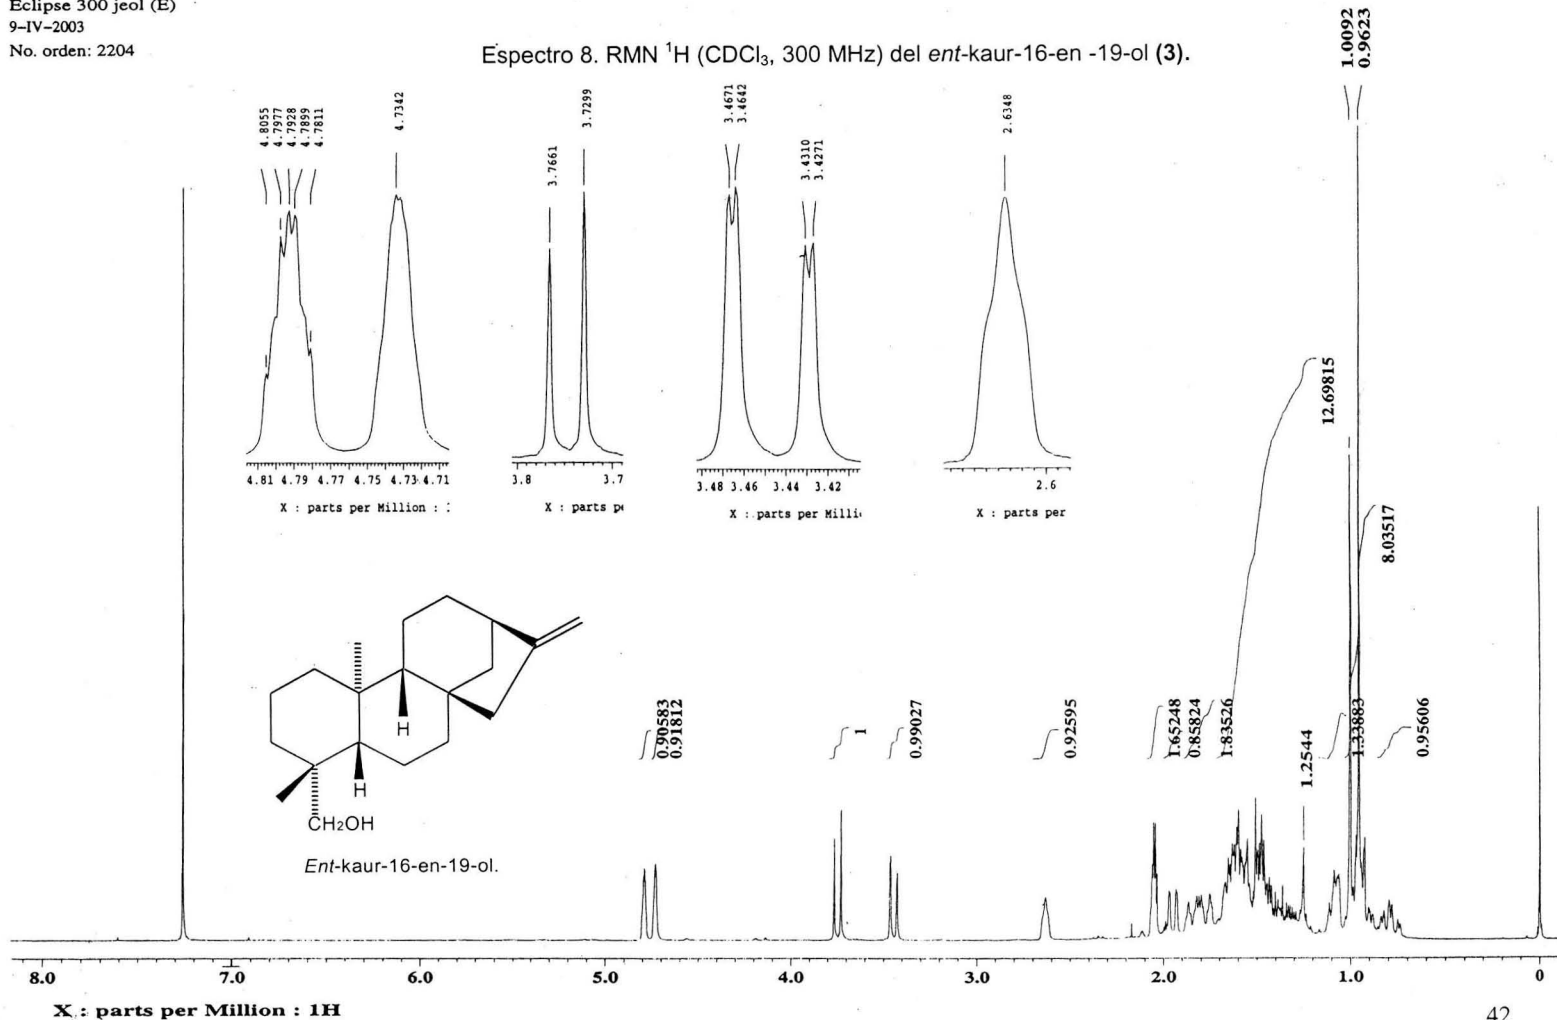 Eclipse 300 jeol (E)
9-IV-2003
No. orden: 2204
Espectro 8. RMN ¹H (CDCl₃, 300 MHz) del ent-kaur-16-en -19-ol (3).
1.0092
0.9623
4.8055
4.7977
4.7928
4.7899
4.7811
4.7342
3.7661
3.7299
3.4671
3.4642
3.4310
3.4271
2.6348
4.81 4.79 4.77 4.75 4.73 4.71
X : parts per Million :
3.8 3.7
X : parts pe
3.48 3.46 3.44 3.42
X : parts per Milli
2.6
X : parts per
12.69815
8.03517
0.90583
0.91812
1
0.99027
0.92595
1.65248
0.85824
1.83526
1.2544
1.33883
0.95606
H
H
CH₂OH
Ent-kaur-16-en-19-ol.
8.0 7.0 6.0 5.0 4.0 3.0 2.0 1.0 0
X : parts per Million : 1H
42